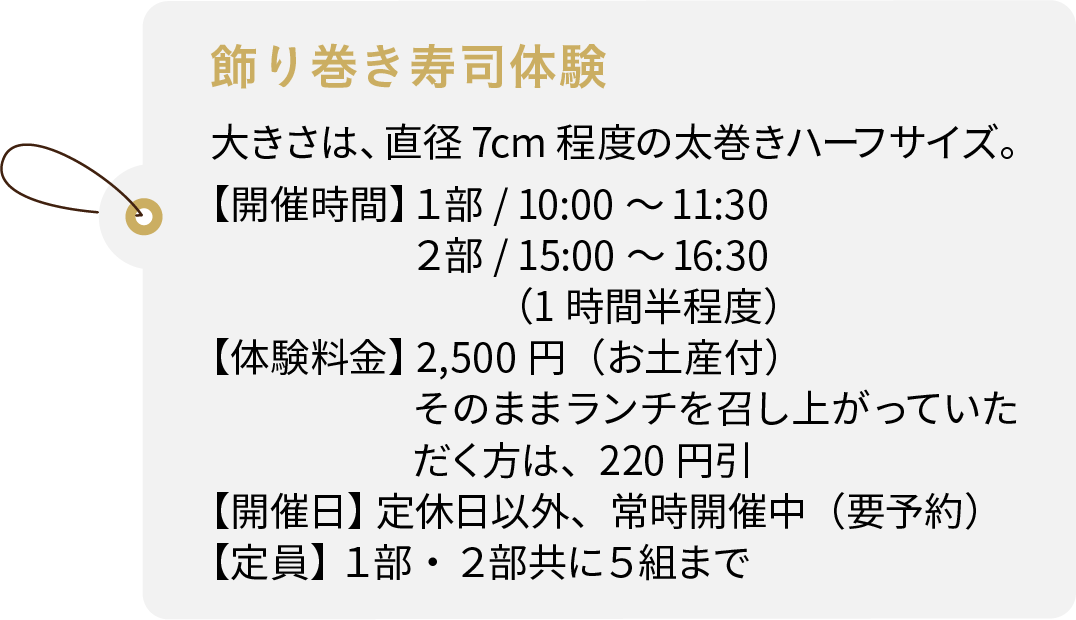 飾り巻き寿司体験
大きさは、直径7cm程度の太巻きハーフサイズ。
【開催時間】１部 / 10:00 ～ 11:30
２部 / 15:00 ～ 16:30
（1 時間半程度）
【体験料金】2,500 円（お土産付）
そのままランチを召し上がっていた
だく方は、220 円引
【開催日】定休日以外、常時開催中（要予約）
【定員】１部・２部共に５組まで